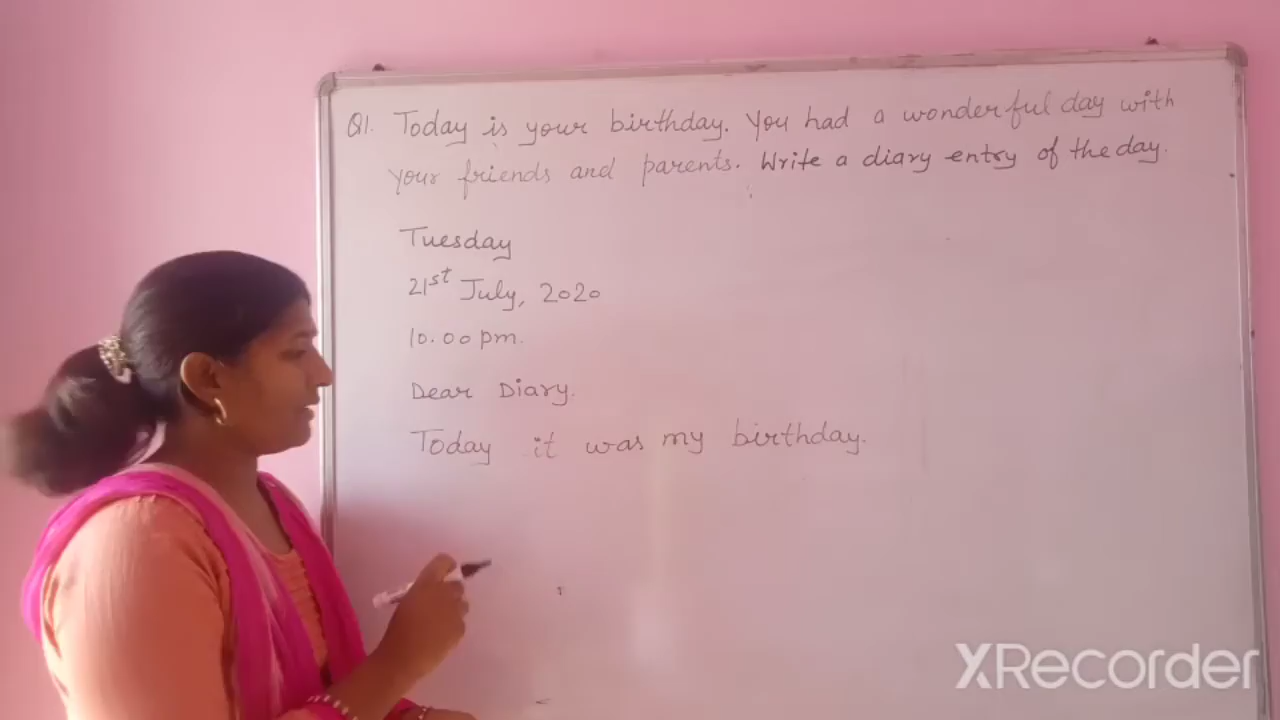 Q1. Today is your birthday. You had a wonderful day with
your friends and parents. Write a diary entry of the day.
Tuesday
21st July, 2020
10.00 pm.
Dear Diary.
Today it was my birthday.
XRecorder